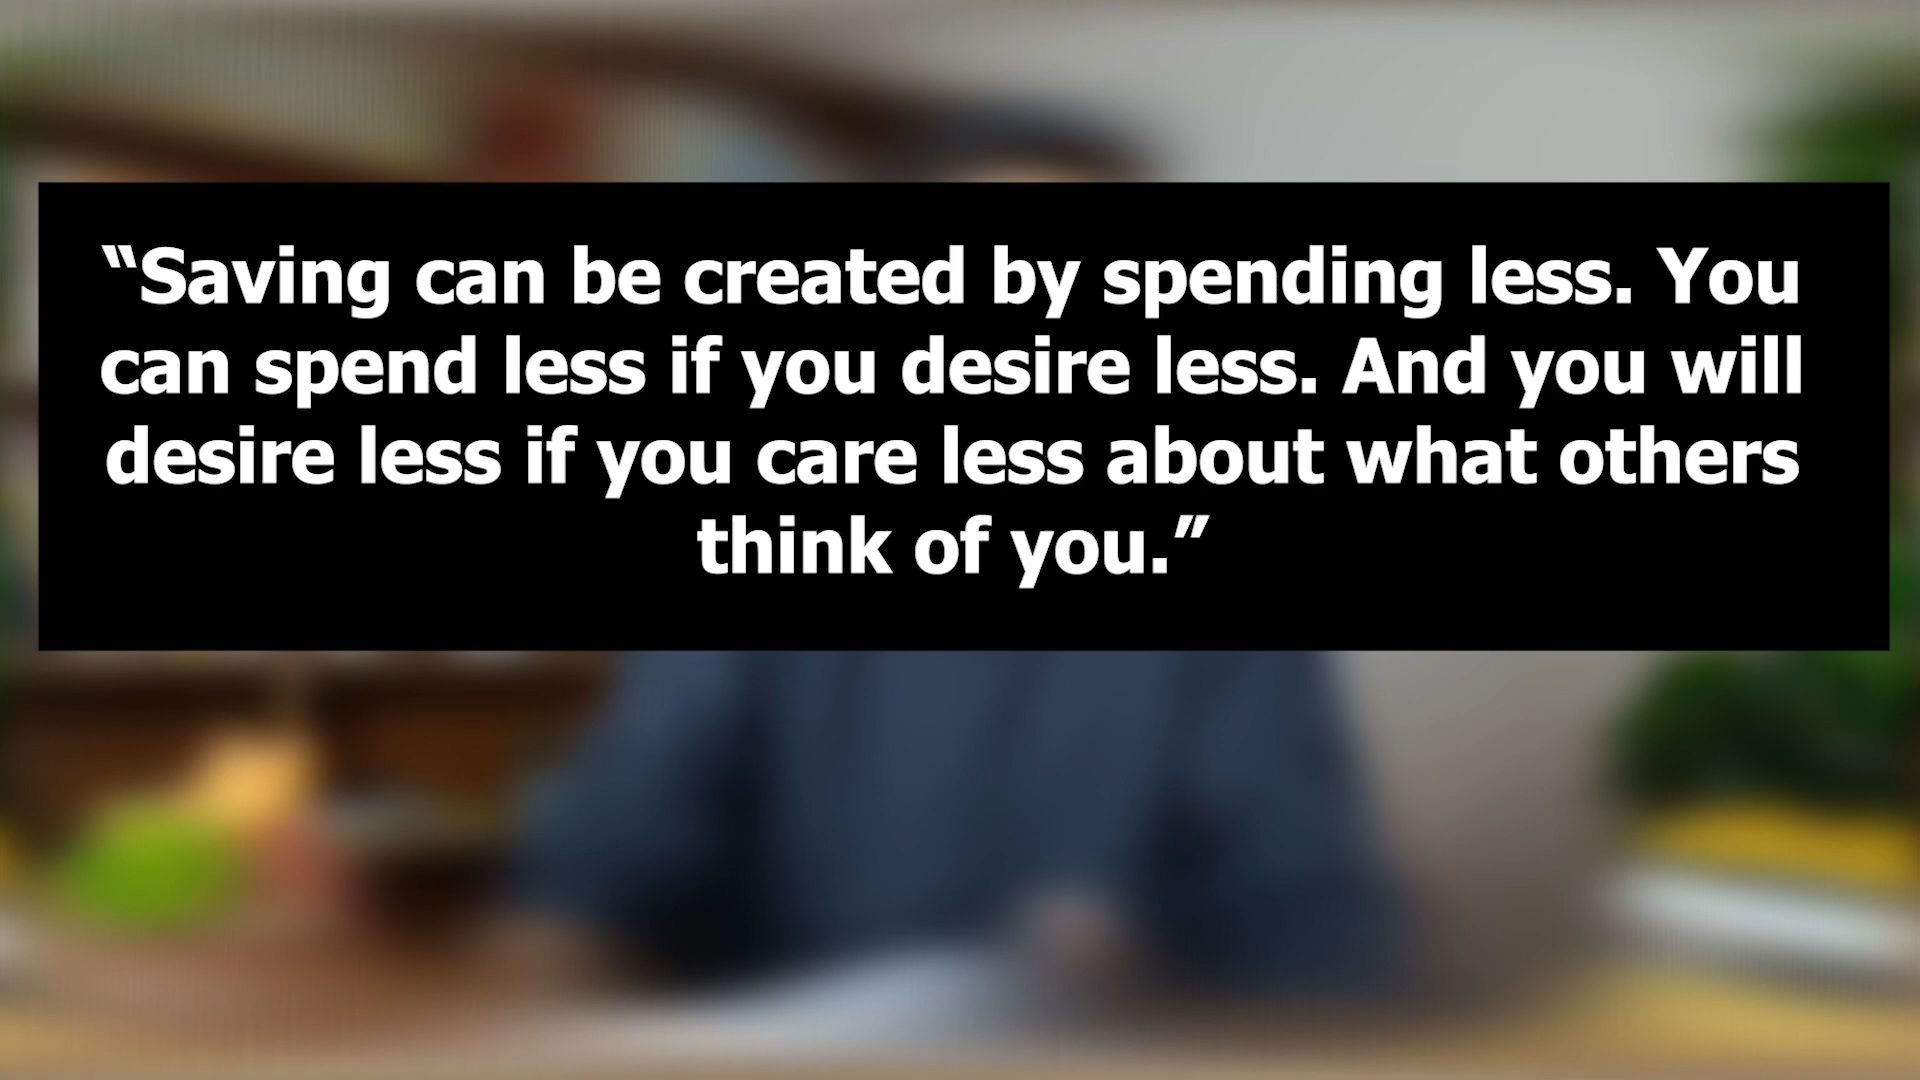 “Saving can be created by spending less. You
can spend less if you desire less. And you will
desire less if you care less about what others
think of you.”